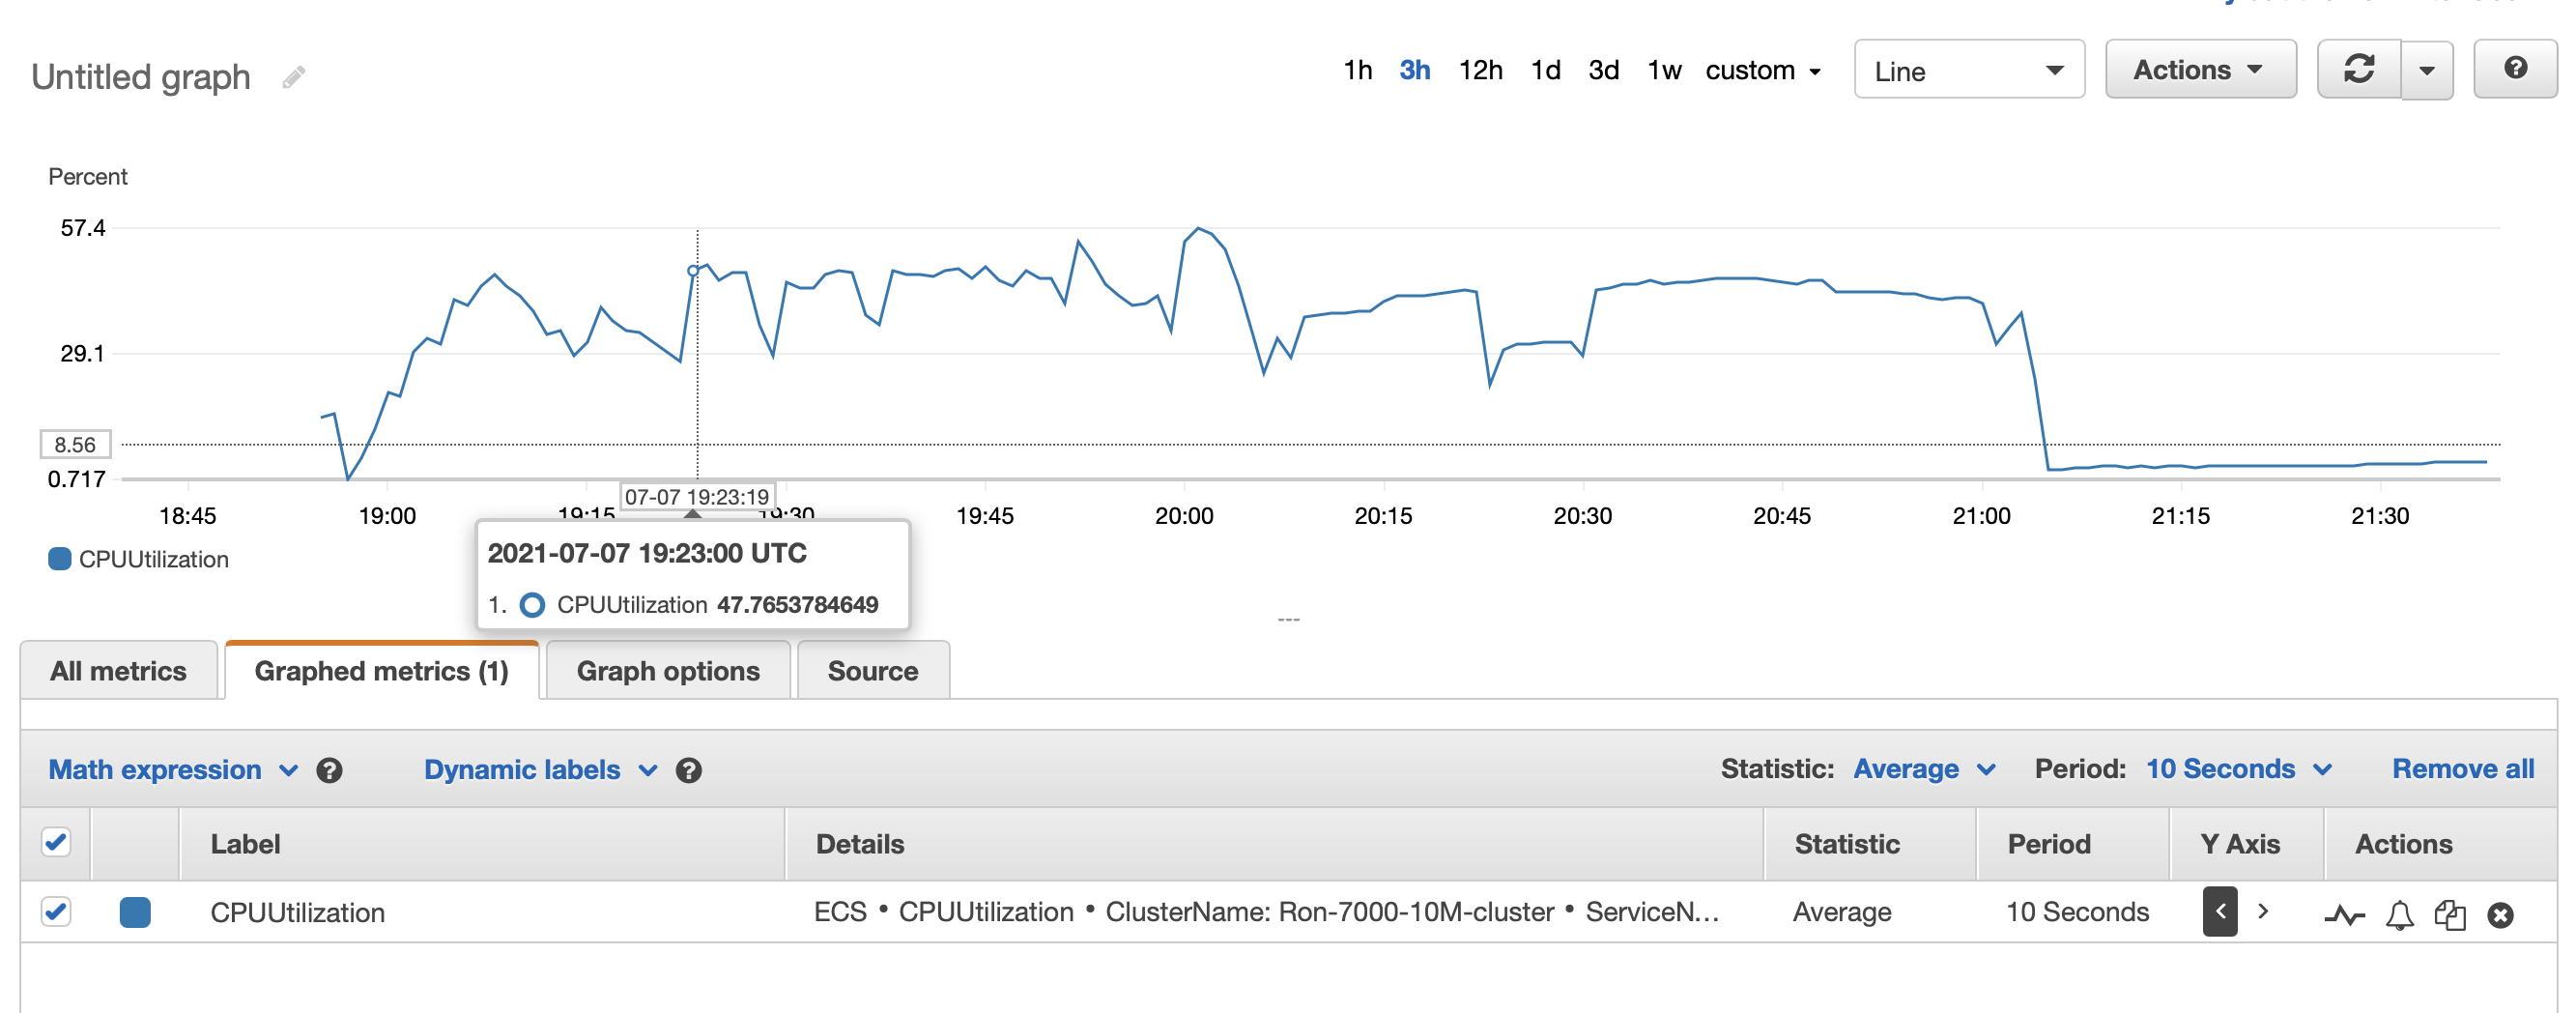 Untitled graph 1h 3h 12h 1d 3d 1w custom Line Actions
Percent
57.4
29.1
8.56
0.717
07-07 19:23:19
18:45 19:00 19:15 19:30 19:45 20:00 20:15 20:30 20:45 21:00 21:15 21:30
CPUUtilization
2021-07-07 19:23:00 UTC
1. CPUUtilization 47.7653784649
All metrics Graphed metrics (1) Graph options Source
Math expression Dynamic labels Statistic: Average Period: 10 Seconds Remove all
Label Details Statistic Period Y Axis Actions
CPUUtilization ECS • CPUUtilization • ClusterName: Ron-7000-10M-cluster • ServiceN... Average 10 Seconds < >